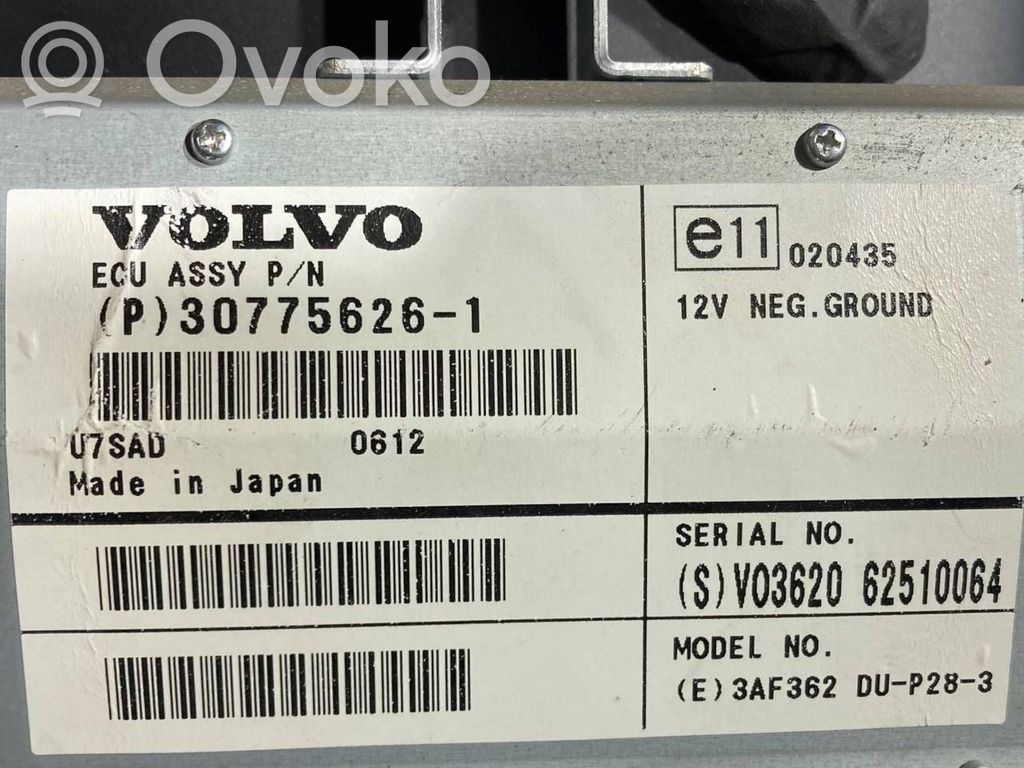 Ovoko
VOLVO
ECU ASSY P/N
(P)30775626-1
U7SAD 0612
Made in Japan
e11 020435
12V NEG.GROUND
SERIAL NO.
(S)VO3620 62510064
MODEL NO.
(E)3AF362 DU-P28-3